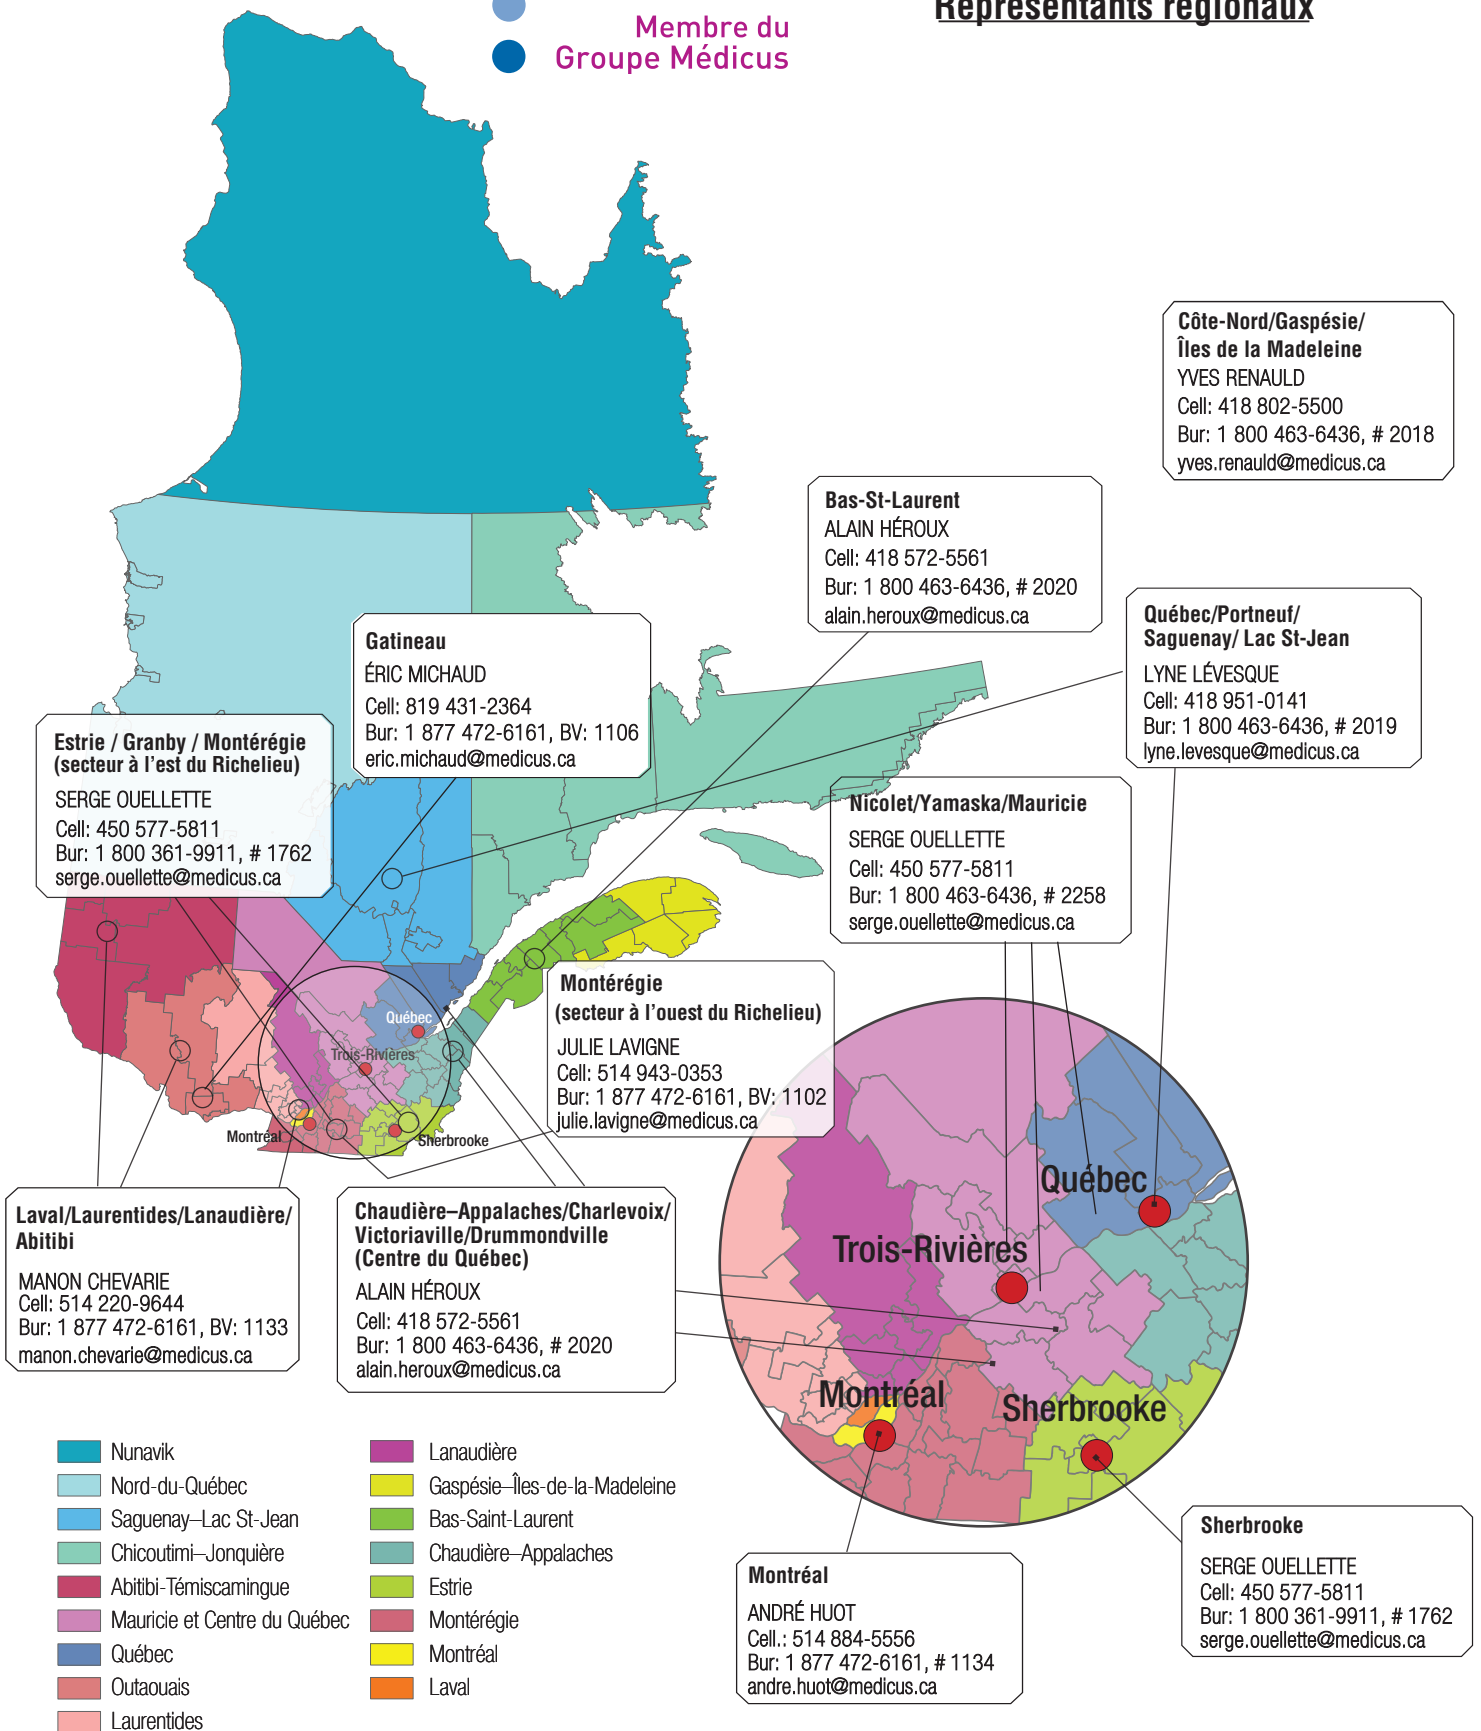 Représentants régionaux
Membre du
Groupe Médicus
Côte-Nord/Gaspésie/
Îles de la Madeleine
YVES RENAULD
Cell: 418 802-5500
Bur: 1 800 463-6436, # 2018
yves.renauld@medicus.ca
Bas-St-Laurent
ALAIN HÉROUX
Cell: 418 572-5561
Bur: 1 800 463-6436, # 2020
alain.heroux@medicus.ca
Québec/Portneuf/
Saguenay/ Lac St-Jean
LYNE LÉVESQUE
Cell: 418 951-0141
Bur: 1 800 463-6436, # 2019
lyne.levesque@medicus.ca
Gatineau
ÉRIC MICHAUD
Cell: 819 431-2364
Bur: 1 877 472-6161, BV: 1106
eric.michaud@medicus.ca
Estrie / Granby / Montérégie
(secteur à l'est du Richelieu)
SERGE OUELLETTE
Cell: 450 577-5811
Bur: 1 800 361-9911, # 1762
serge.ouellette@medicus.ca
Nicolet/Yamaska/Mauricie
SERGE OUELLETTE
Cell: 450 577-5811
Bur: 1 800 463-6436, # 2258
serge.ouellette@medicus.ca
Montérégie
(secteur à l'ouest du Richelieu)
JULIE LAVIGNE
Cell: 514 943-0353
Bur: 1 877 472-6161, BV: 1102
julie.lavigne@medicus.ca
Québec
Trois-Rivières
Montréal
Sherbrooke
Laval/Laurentides/Lanaudière/
Abitibi
MANON CHEVARIE
Cell: 514 220-9644
Bur: 1 877 472-6161, BV: 1133
manon.chevarie@medicus.ca
Chaudière–Appalaches/Charlevoix/
Victoriaville/Drummondville
(Centre du Québec)
ALAIN HÉROUX
Cell: 418 572-5561
Bur: 1 800 463-6436, # 2020
alain.heroux@medicus.ca
Québec
Trois-Rivières
Montréal
Sherbrooke
Sherbrooke
SERGE OUELLETTE
Cell: 450 577-5811
Bur: 1 800 361-9911, # 1762
serge.ouellette@medicus.ca
Montréal
ANDRÉ HUOT
Cell.: 514 884-5556
Bur: 1 877 472-6161, # 1134
andre.huot@medicus.ca
Nunavik
Nord-du-Québec
Saguenay–Lac St-Jean
Chicoutimi–Jonquière
Abitibi-Témiscamingue
Mauricie et Centre du Québec
Québec
Outaouais
Laurentides
Lanaudière
Gaspésie–Îles-de-la-Madeleine
Bas-Saint-Laurent
Chaudière–Appalaches
Estrie
Montérégie
Montréal
Laval